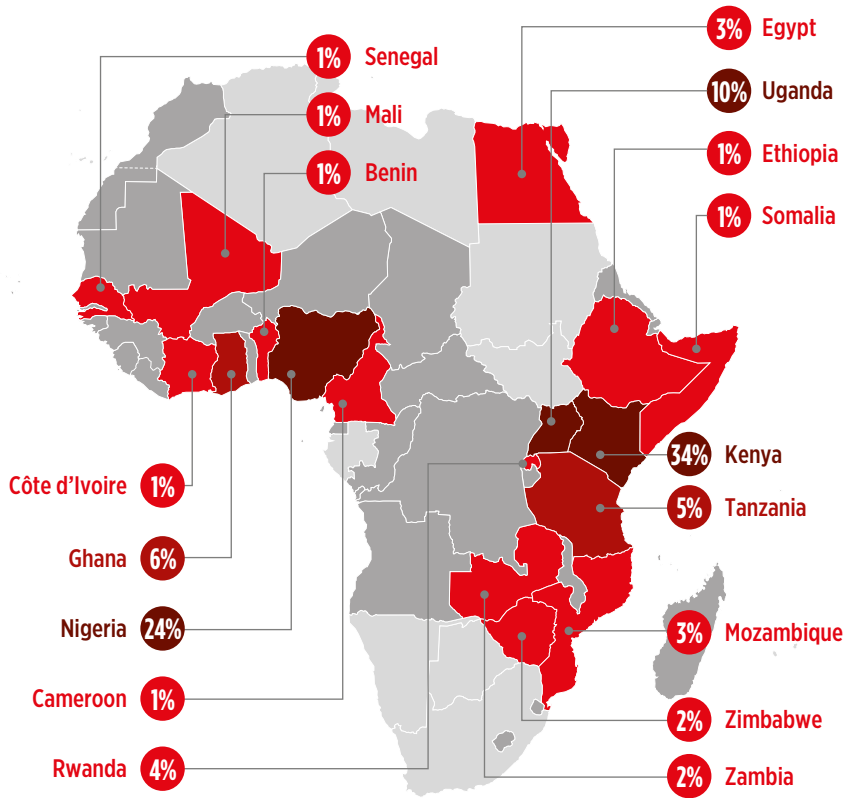 1% Senegal
1% Mali
1% Benin
3% Egypt
10% Uganda
1% Ethiopia
1% Somalia
34% Kenya
5% Tanzania
3% Mozambique
2% Zimbabwe
2% Zambia
Côte d’Ivoire 1%
Ghana 6%
Nigeria 24%
Cameroon 1%
Rwanda 4%